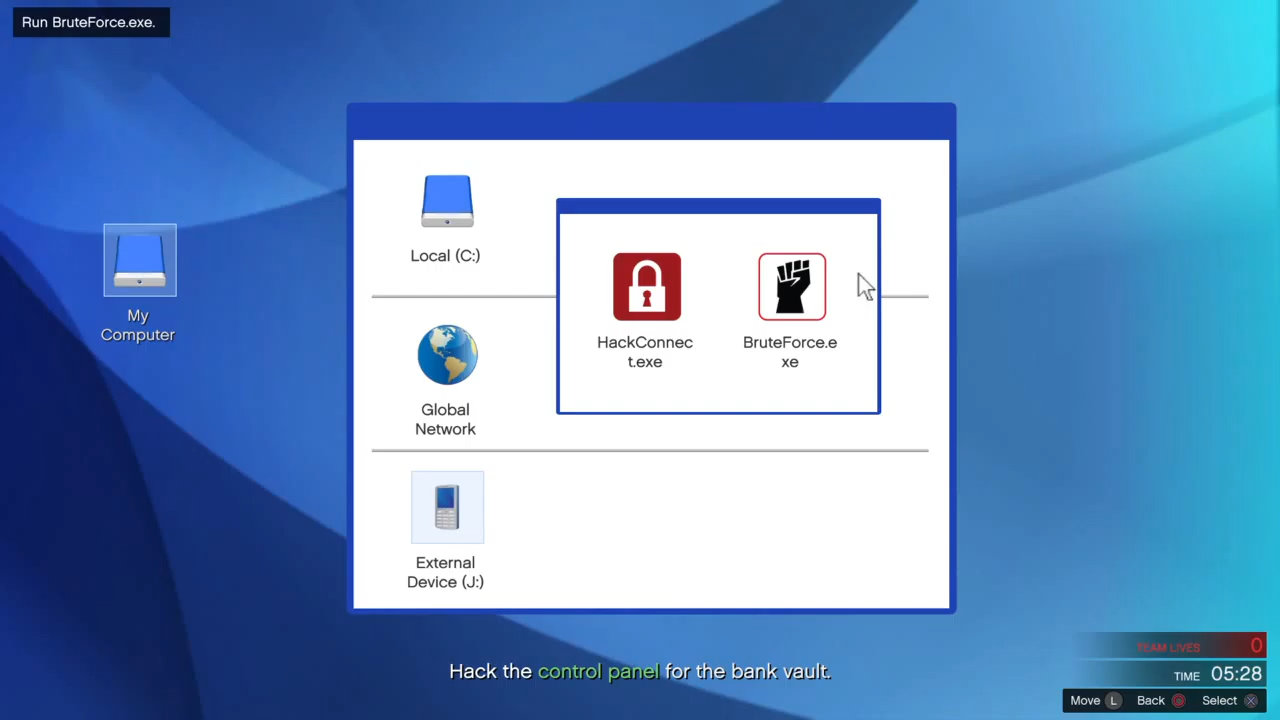 Run BruteForce.exe.
My
Computer
Local (C:)
HackConnec
t.exe
BruteForce.e
xe
Global
Network
External
Device (J:)
Hack the control panel for the bank vault.
TEAM LIVES 0
TIME 05:28
Move L Back Select